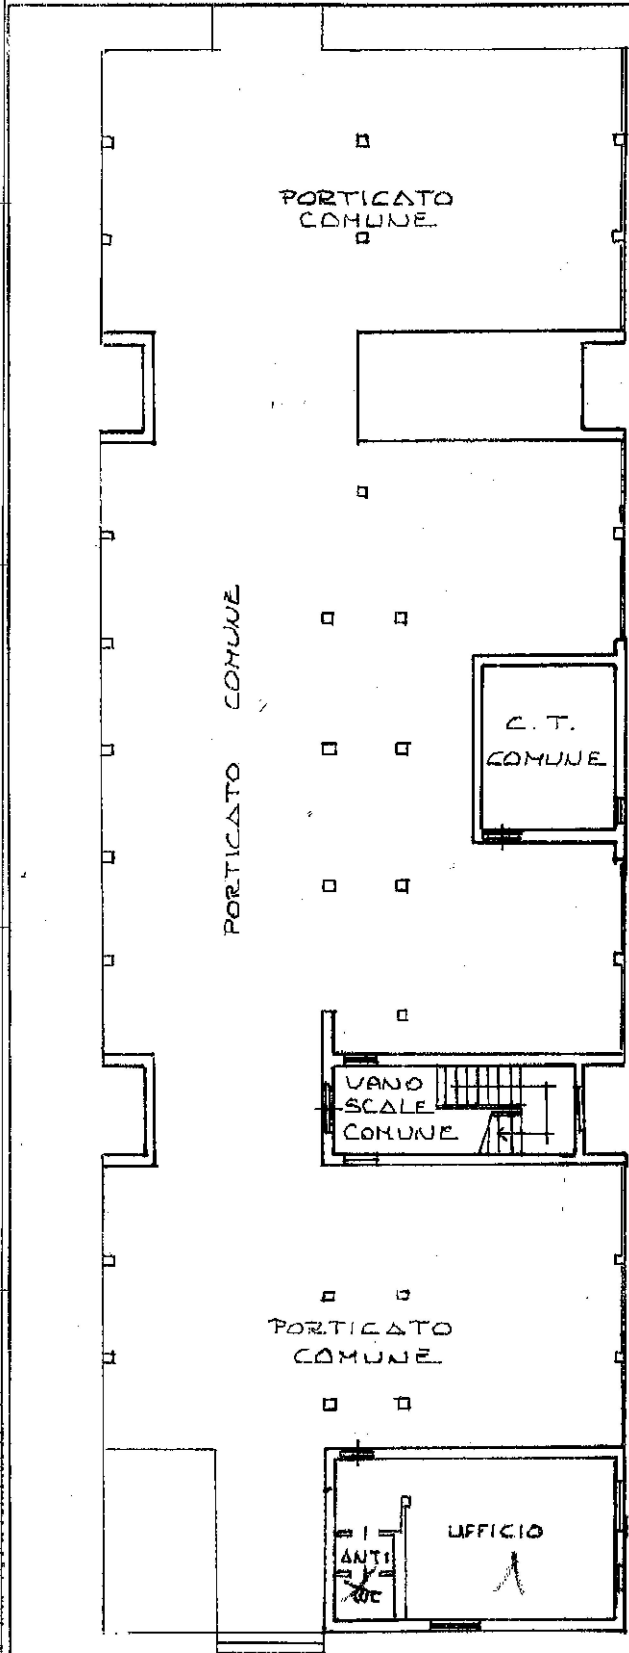 PORTICATO
COMUNE
PORTICATO COMUNE
C. T.
COMUNE
VANO
SCALE
COMUNE
PORTICATO
COMUNE
UFFICIO
ANTI
WC